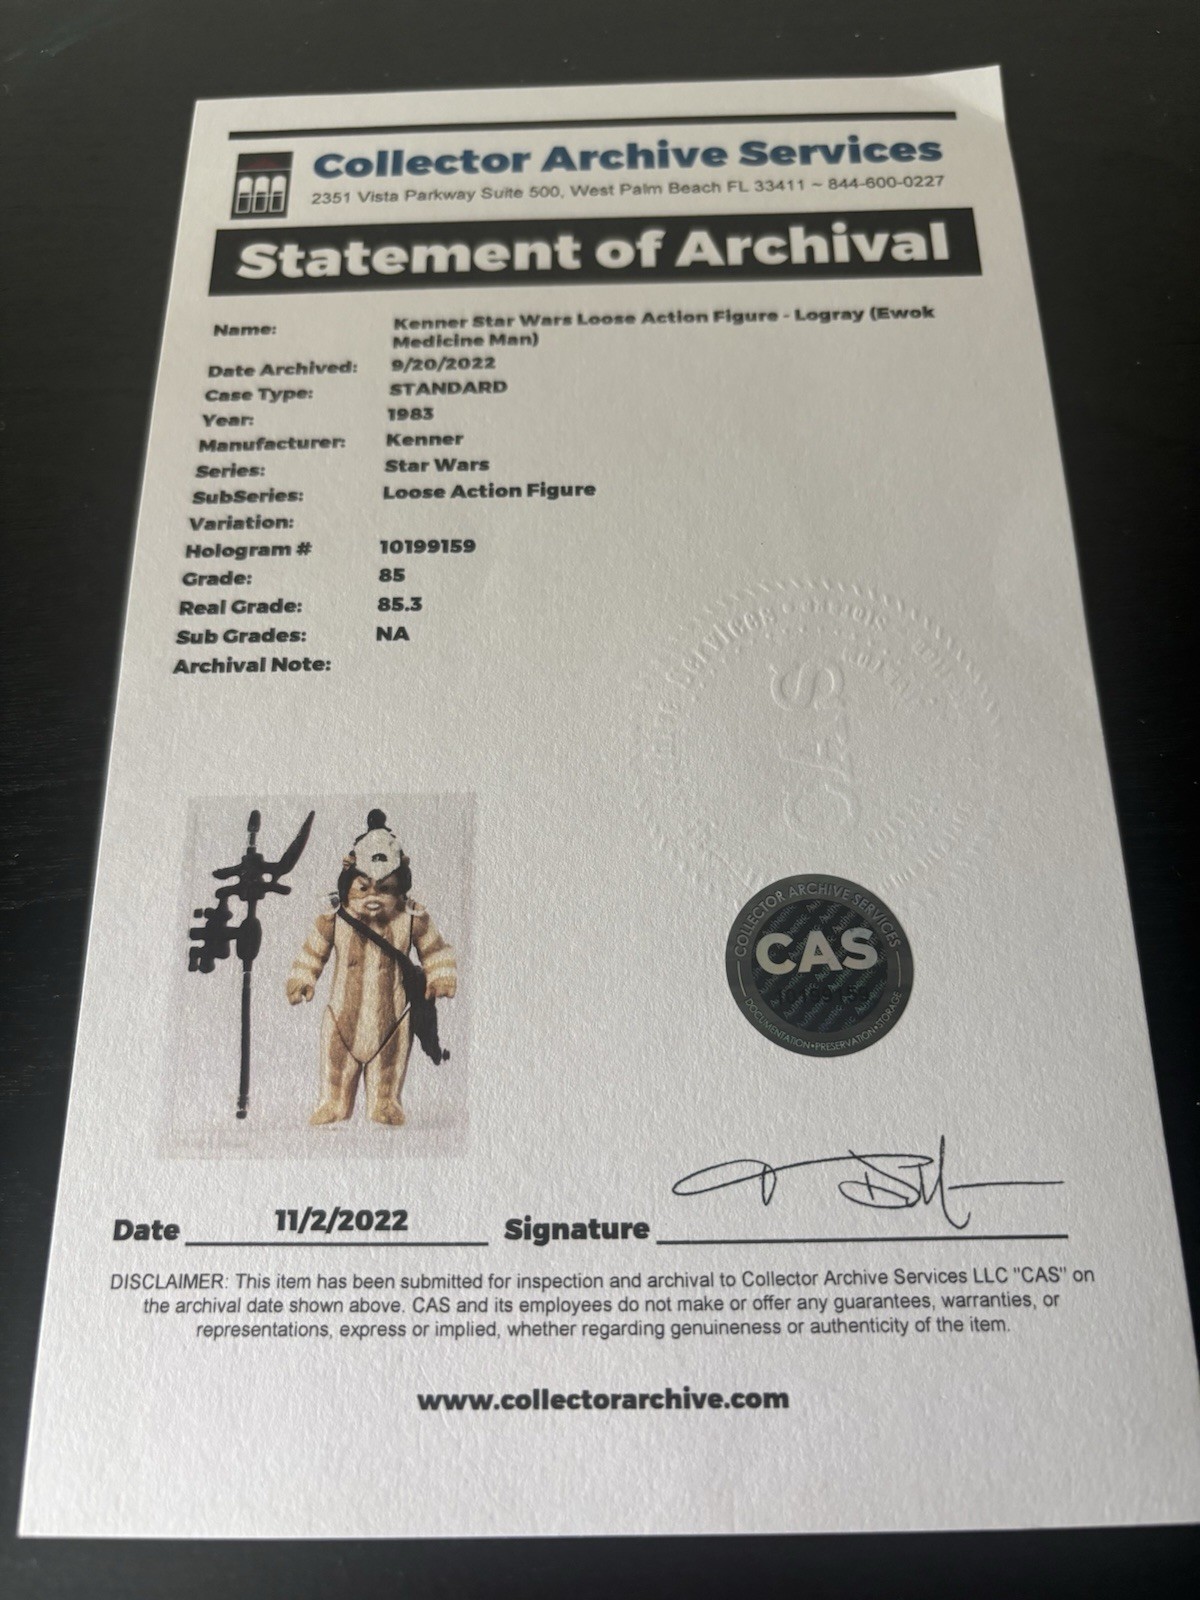 Collector Archive Services
2351 Vista Parkway Suite 500, West Palm Beach FL 33411 ~ 844-600-0227
Statement of Archival
Name: Kenner Star Wars Loose Action Figure - Logray (Ewok
Medicine Man)
Date Archived: 9/20/2022
Case Type: STANDARD
Year: 1983
Manufacturer: Kenner
Series: Star Wars
SubSeries: Loose Action Figure
Variation:
Hologram # 10199159
Grade: 85
Real Grade: 85.3
Sub Grades: NA
Archival Note:
Services
CAS
COLLECTOR ARCHIVE SERVICES
CAS
DOCUMENTATION•PRESERVATION•STORAGE
Date 11/2/2022 Signature
DISCLAIMER: This item has been submitted for inspection and archival to Collector Archive Services LLC "CAS" on
the archival date shown above. CAS and its employees do not make or offer any guarantees, warranties, or
representations, express or implied, whether regarding genuineness or authenticity of the item.
www.collectorarchive.com